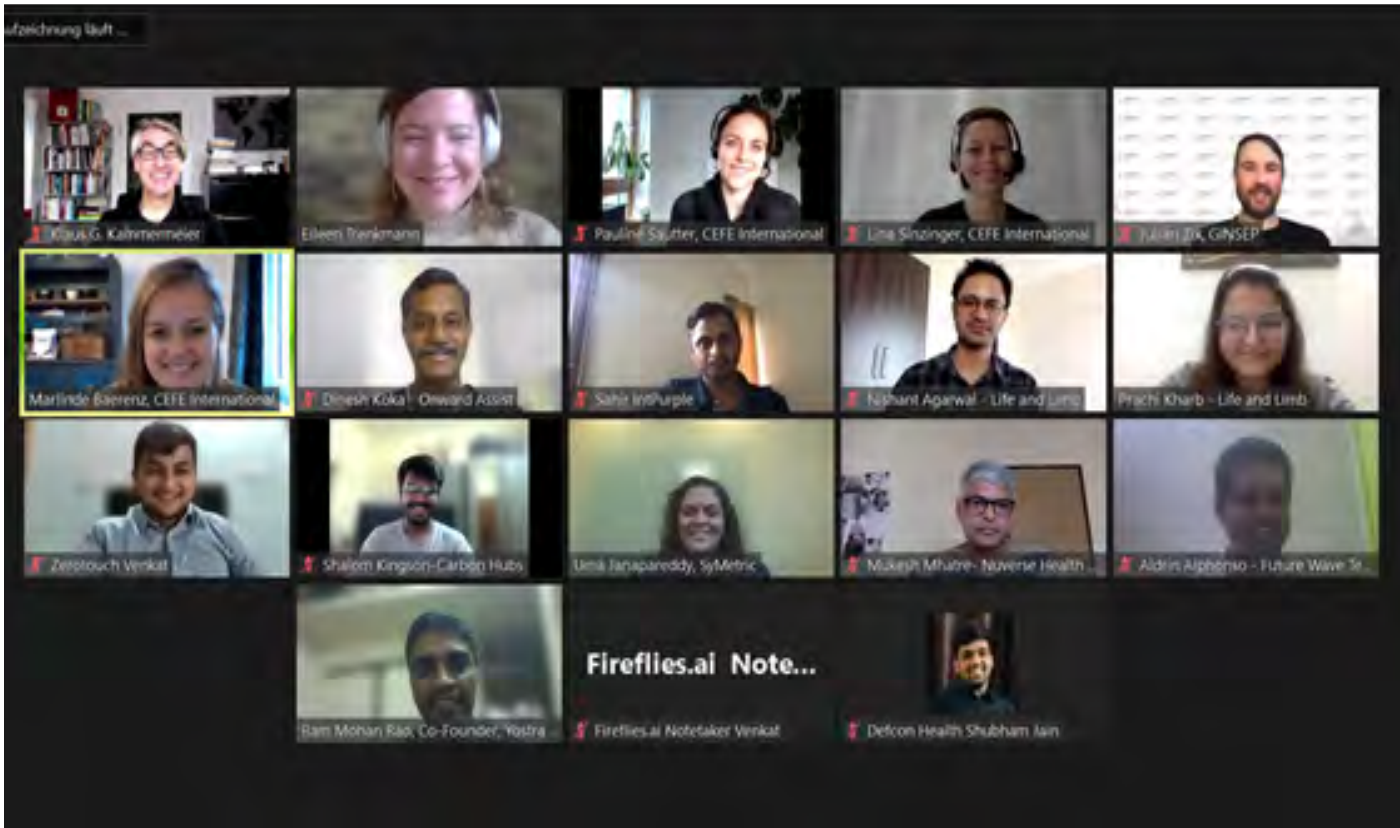 ufzeichnung läuft ...
Klaus G. Kammermeier
Eileen Trenkmann
Pauline Sautter, CEFE International
Lina Sinzinger, CEFE International
Julian Zix, GINSEP
Marlinde Baerenz, CEFE International
Dinesh Koka - Onward Assist
Sahir IntPurple
Nishant Agarwal - Life and Limb
Prachi Kharb - Life and Limb
Zerotouch Venkat
Shalom Kingson-Carbon Hubs
Uma Janapareddy, SyMetric
Mukesh Mhatre- Nuverse Health
Aldrin Alphonso - Future Wave Te...
Ram Mohan Rao, Co-Founder, Yostra
Fireflies.ai Note...
Fireflies.ai Notetaker Venkat
Defcon Health Shubham Jain